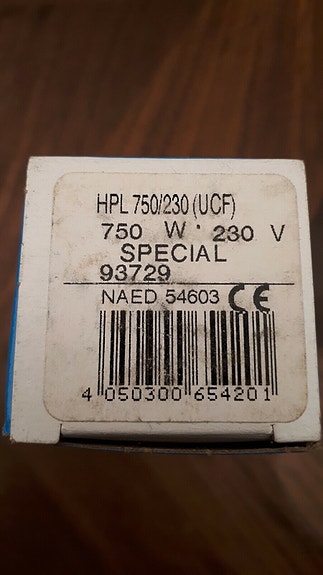 HPL 750/230 (UCF)
750 W · 230 V
SPECIAL
93729
NAED 54603 CE
4 050300 654201